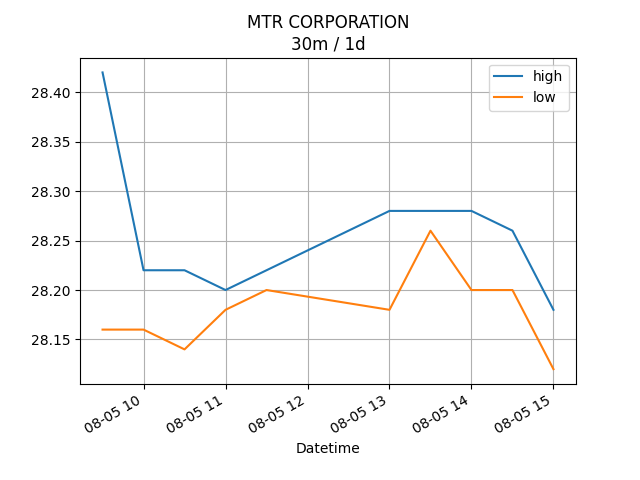 MTR CORPORATION
30m / 1d
high
low
28.40
28.35
28.30
28.25
28.20
28.15
08-05 10
08-05 11
08-05 12
08-05 13
08-05 14
08-05 15
Datetime